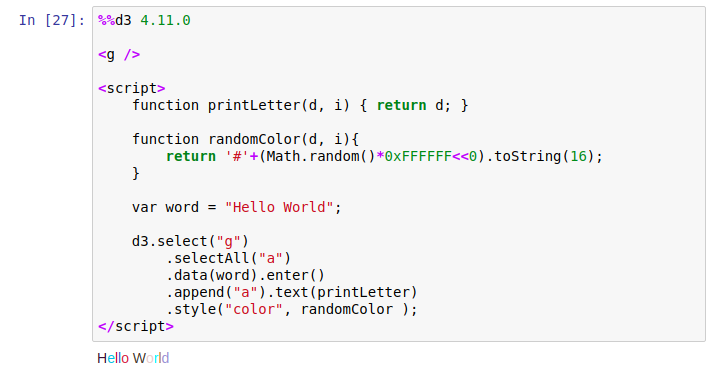 In [27]: %%d3 4.11.0
<g />
<script>
    function printLetter(d, i) { return d; }
    function randomColor(d, i){
        return '#'+(Math.random()*0xFFFFFF<<0).toString(16);
    }
    var word = "Hello World";
    d3.select("g")
        .selectAll("a")
        .data(word).enter()
        .append("a").text(printLetter)
        .style("color", randomColor );
</script>
Hello World